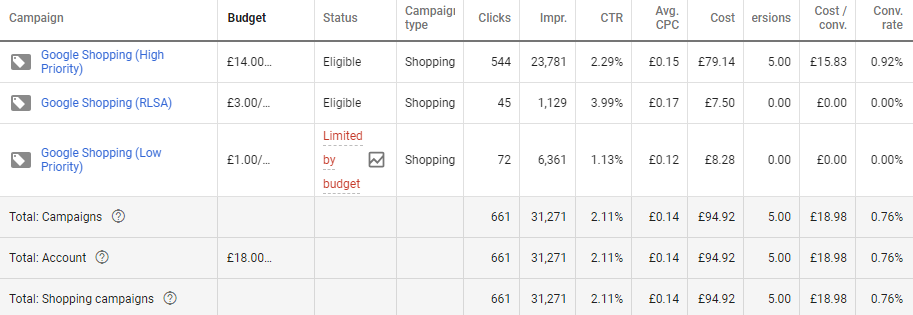 Campaign Budget Status Campaign type Clicks Impr. CTR Avg. CPC Cost ersions Cost / conv. Conv. rate
Google Shopping (High Priority) £14.00... Eligible Shopping 544 23,781 2.29% £0.15 £79.14 5.00 £15.83 0.92%
Google Shopping (RLSA) £3.00/... Eligible Shopping 45 1,129 3.99% £0.17 £7.50 0.00 £0.00 0.00%
Google Shopping (Low Priority) £1.00/... Limited by budget Shopping 72 6,361 1.13% £0.12 £8.28 0.00 £0.00 0.00%
Total: Campaigns ? 661 31,271 2.11% £0.14 £94.92 5.00 £18.98 0.76%
Total: Account ? £18.00... 661 31,271 2.11% £0.14 £94.92 5.00 £18.98 0.76%
Total: Shopping campaigns ? 661 31,271 2.11% £0.14 £94.92 5.00 £18.98 0.76%